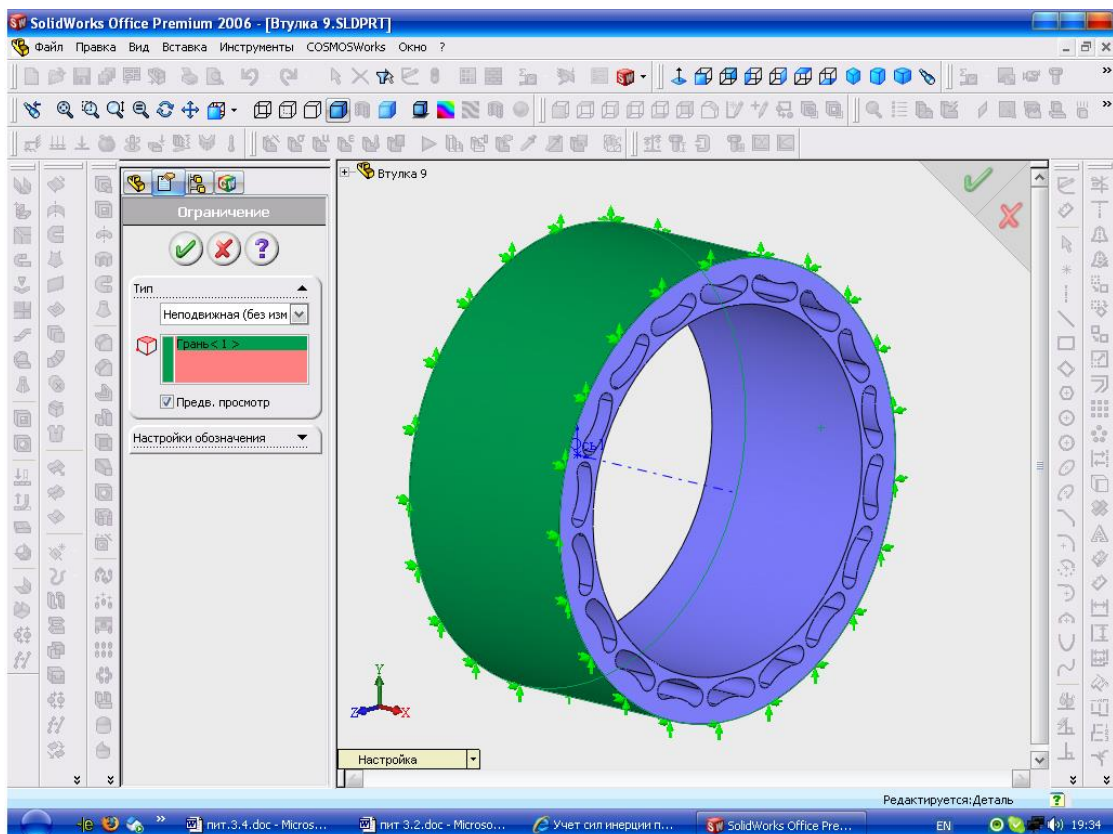 SolidWorks Office Premium 2006 - [Втулка 9.SLDPRT]
Файл Правка Вид Вставка Инструменты COSMOSWorks Окно ?
Втулка 9
Ограничение
Тип
Неподвижная (без изм
Грань< 1 >
Предв. просмотр
Настройки обозначения
Ось1
Y
Z
X
Настройка
Редактируется:Деталь
пит.3.4.doc - Micros...
пит 3.2.doc - Microso...
Учет сил инерции п...
SolidWorks Office Pre...
EN
19:34